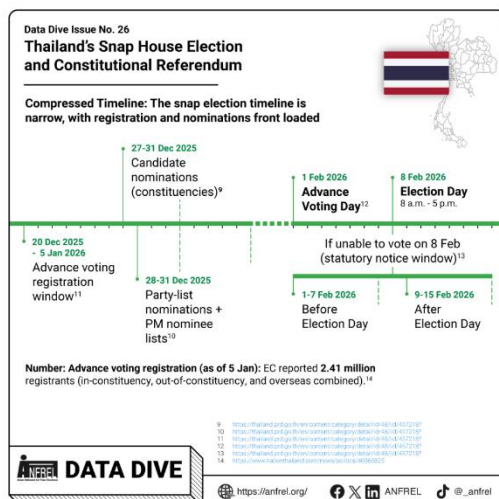 Data Dive Issue No. 26
Thailand's Snap House Election
and Constitutional Referendum
Compressed Timeline: The snap election timeline is
narrow, with registration and nominations front loaded
27-31 Dec 2025
Candidate
nominations
(constituencies)⁹
1 Feb 2026
Advance
Voting Day¹²
8 Feb 2026
Election Day
8 a.m. - 5 p.m.
20 Dec 2025
- 5 Jan 2026
Advance voting
registration
window¹¹
28-31 Dec 2025
Party-list
nominations +
PM nominee
lists¹⁰
If unable to vote on 8 Feb
(statutory notice window)¹³
1-7 Feb 2026
Before
Election Day
9-15 Feb 2026
After
Election Day
Number: Advance voting registration (as of 5 Jan): EC reported 2.41 million
registrants (in-constituency, out-of-constituency, and overseas combined).¹⁴
9
10
11
12
13
14
ANFREL
DATA DIVE
https://anfrel.org/
ANFREL
@_anfrel